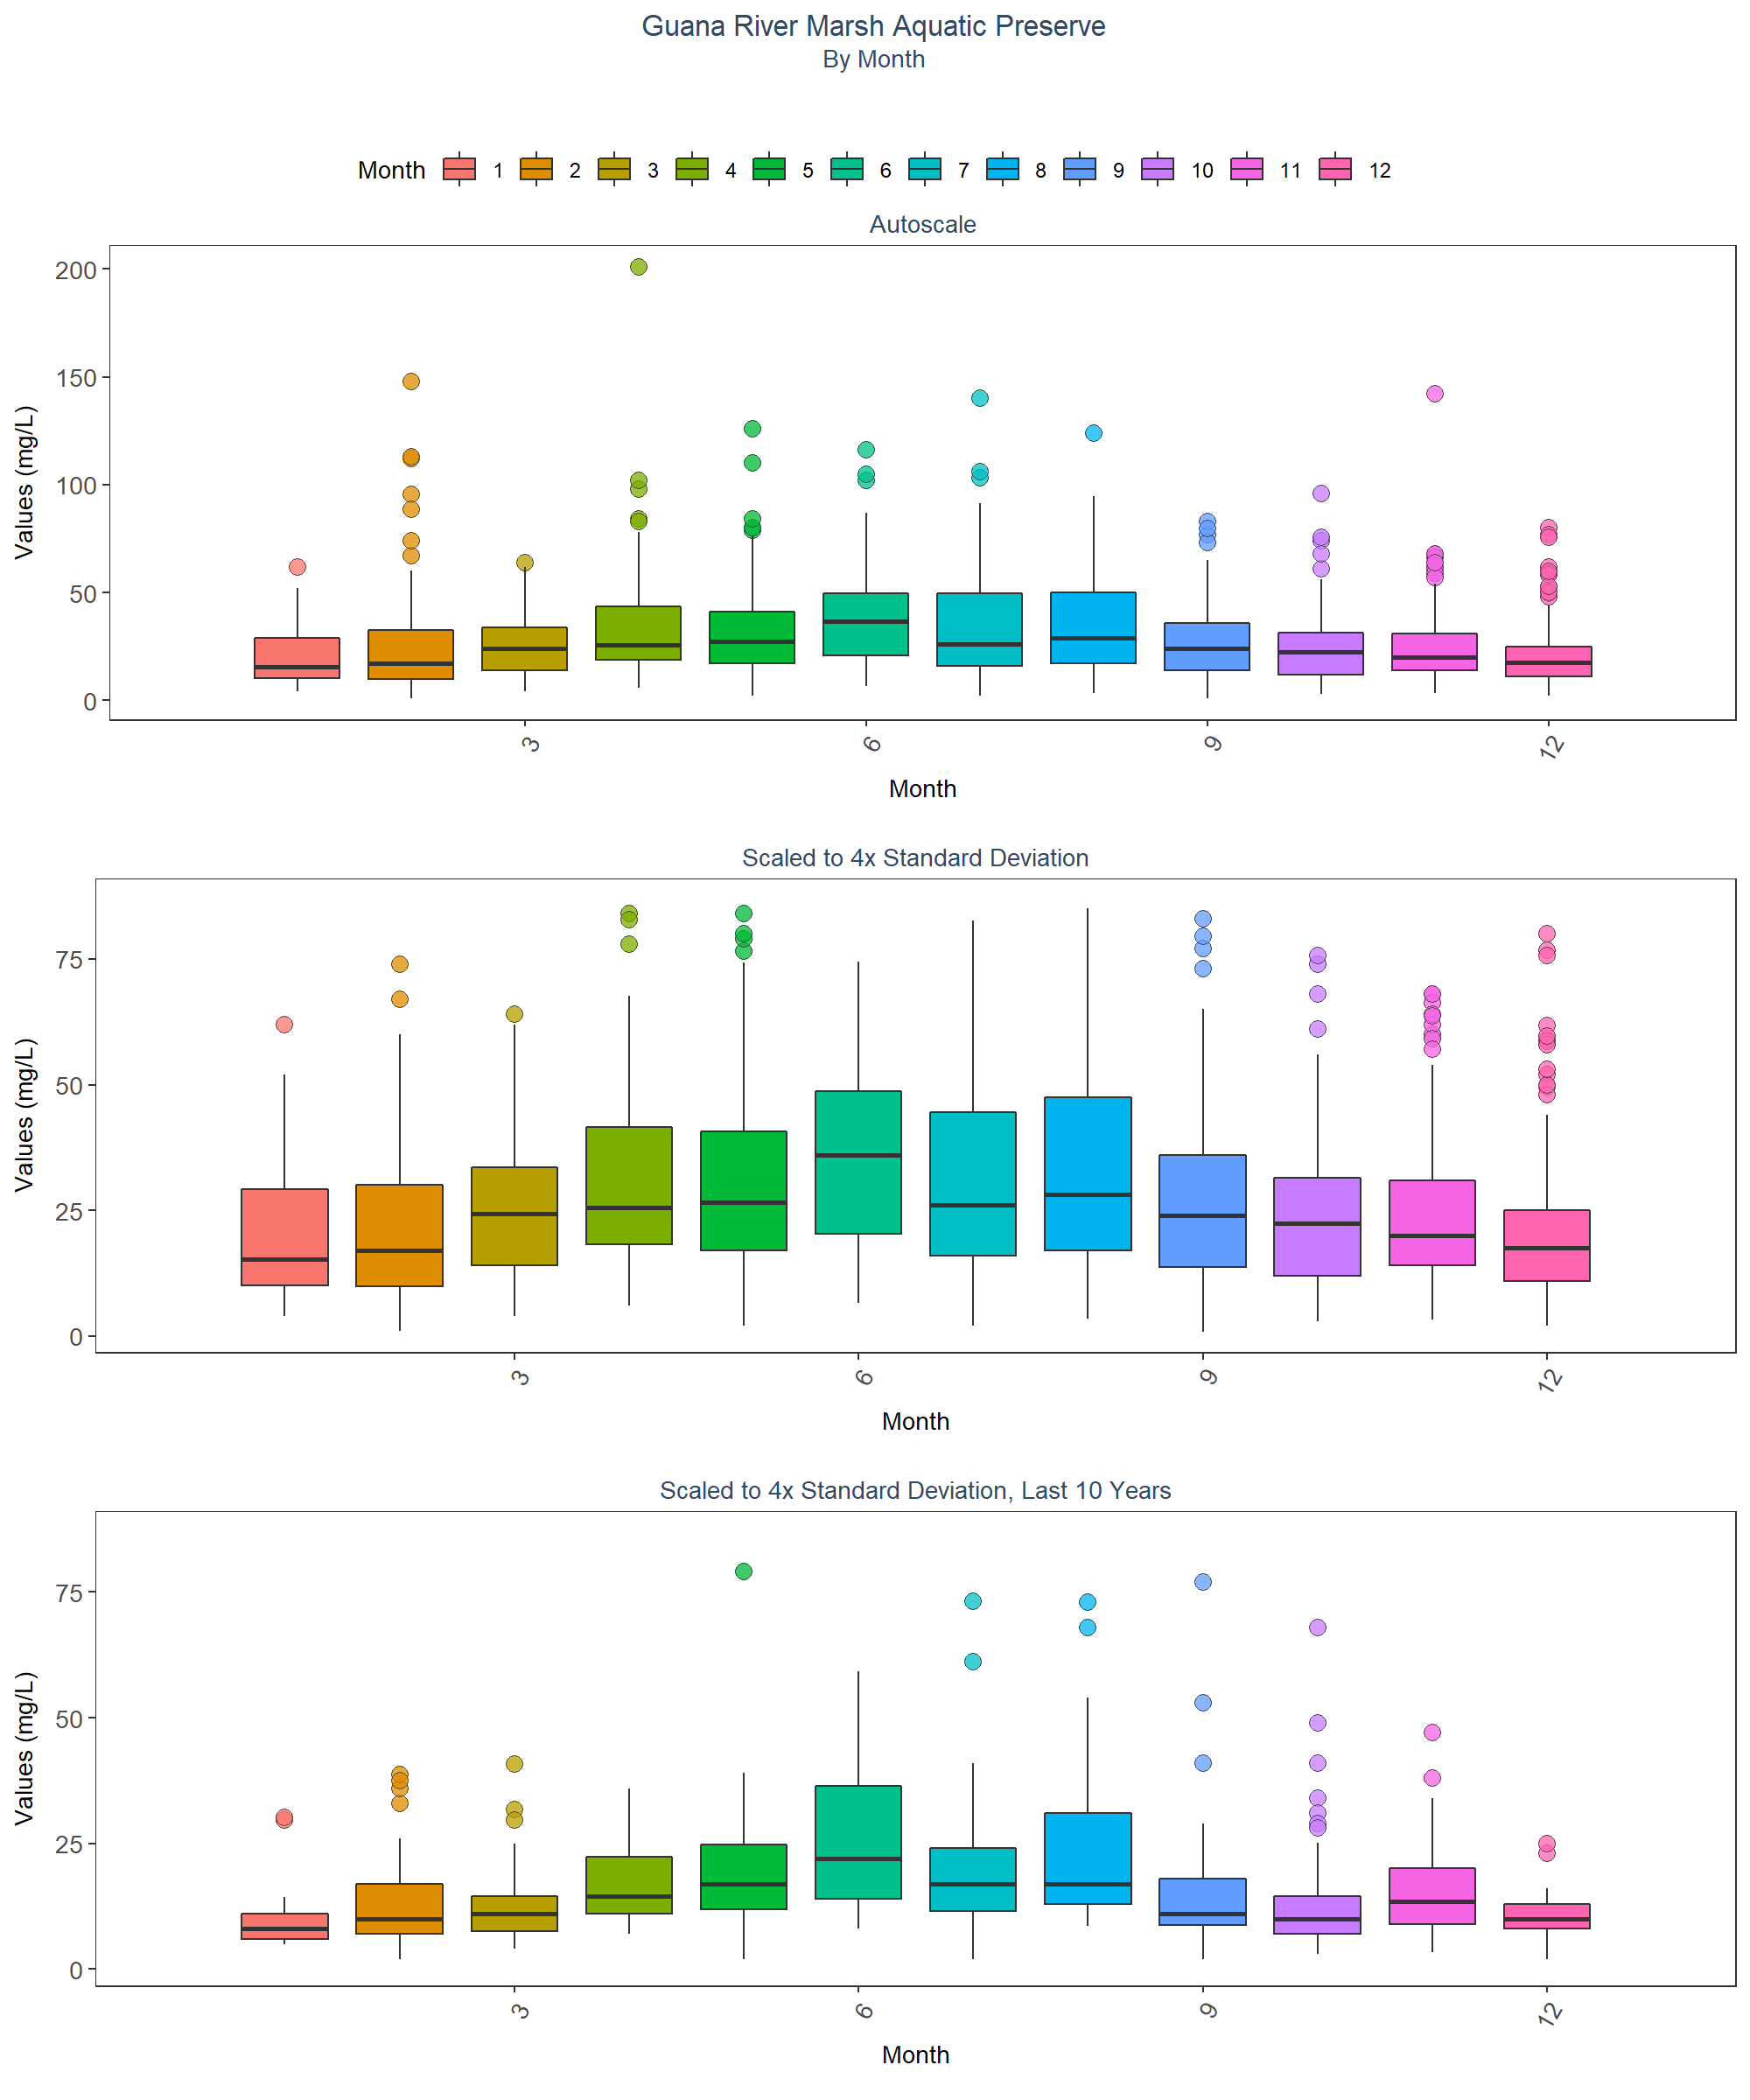 Guana River Marsh Aquatic Preserve
By Month
Month 1 2 3 4 5 6 7 8 9 10 11 12
Autoscale
Values (mg/L)
200
150
100
50
0
3 6 9 12
Month
Scaled to 4x Standard Deviation
Values (mg/L)
75
50
25
0
3 6 9 12
Month
Scaled to 4x Standard Deviation, Last 10 Years
Values (mg/L)
75
50
25
0
3 6 9 12
Month